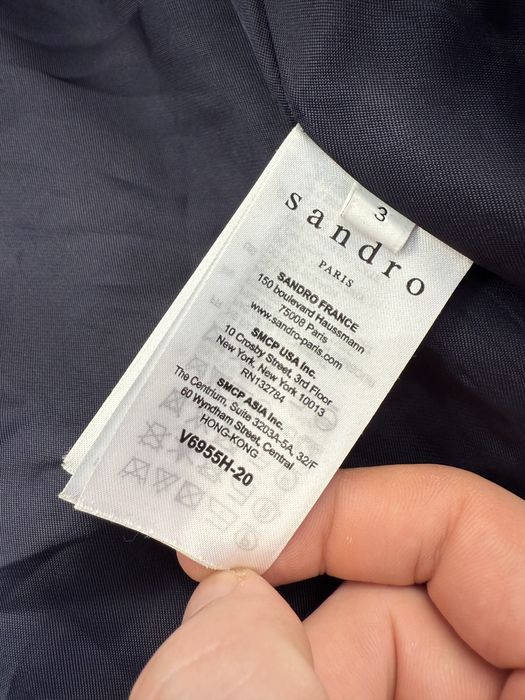 3
sandro
PARIS
SANDRO FRANCE
150 boulevard Haussmann
75008 Paris
www.sandro-paris.com
SMCP USA Inc.
10 Crosby Street, 3rd Floor
New York, New York 10013
RN132784
SMCP ASIA Inc.
The Centrium, Suite 3203A-5A, 32/F
60 Wyndham Street, Central
HONG-KONG
V6955H-20